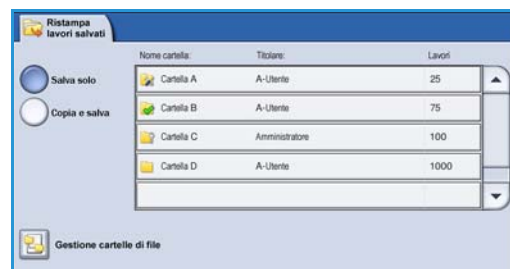 Ristampa
lavori salvati
Nome cartella: Titolare: Lavori
Salva solo
Copia e salva
Cartella A A-Utente 25
Cartella B A-Utente 75
Cartella C Amministratore 100
Cartella D A-Utente 1000
Gestione cartelle di file